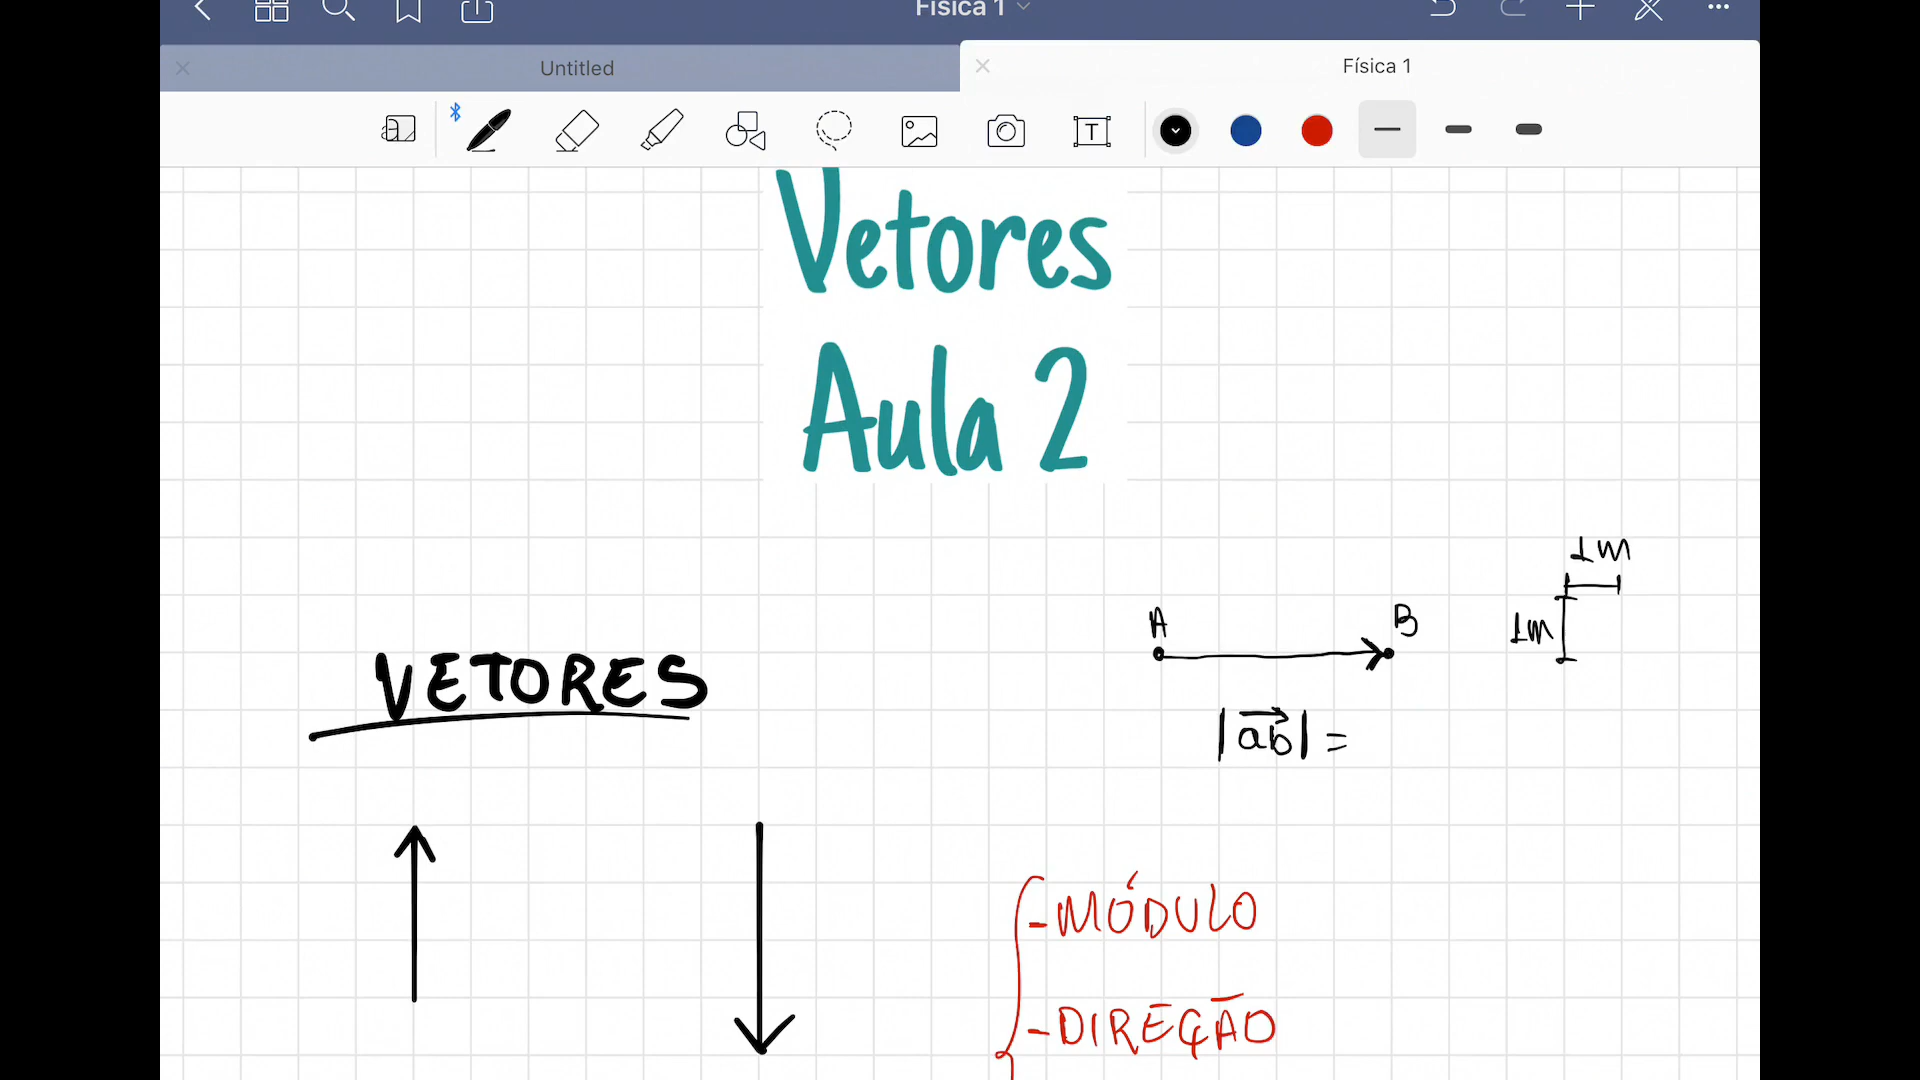 Física 1
Untitled
Física 1
T
Vetores
Aula 2
1m
A
B
1m
VETORES
|ab| =
-MÓDULO
-DIREÇÃO